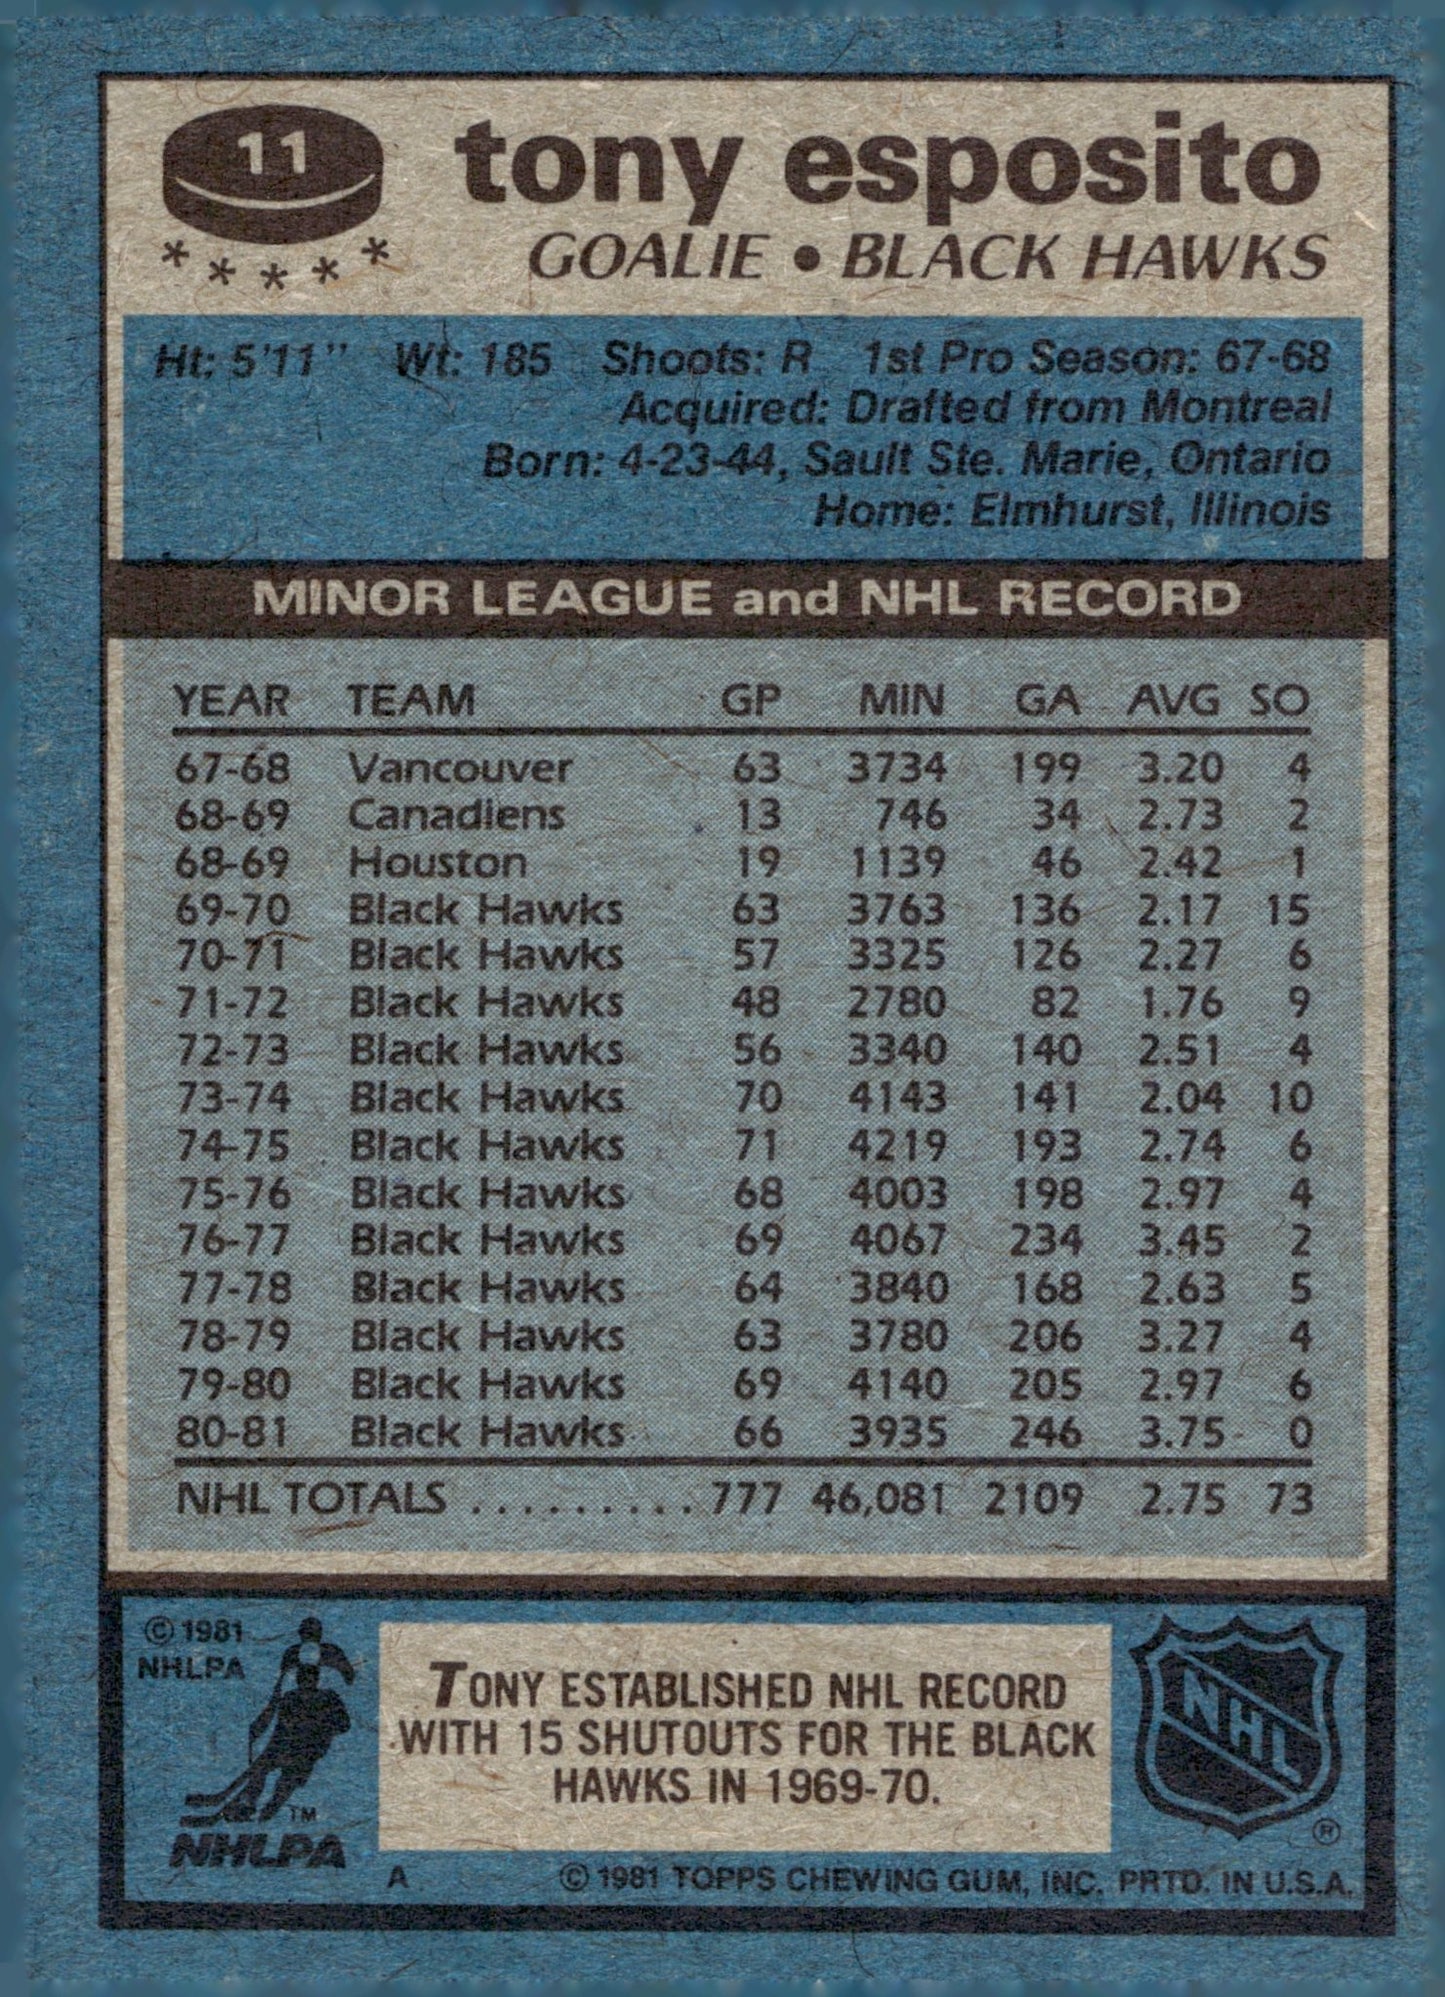 11
tony esposito
GOALIE • BLACK HAWKS
* * * * *
Ht: 5'11" Wt: 185 Shoots: R 1st Pro Season: 67-68
Acquired: Drafted from Montreal
Born: 4-23-44, Sault Ste. Marie, Ontario
Home: Elmhurst, Illinois
MINOR LEAGUE and NHL RECORD
YEAR TEAM GP MIN GA AVG SO
67-68 Vancouver 63 3734 199 3.20 4
68-69 Canadiens 13 746 34 2.73 2
68-69 Houston 19 1139 46 2.42 1
69-70 Black Hawks 63 3763 136 2.17 15
70-71 Black Hawks 57 3325 126 2.27 6
71-72 Black Hawks 48 2780 82 1.76 9
72-73 Black Hawks 56 3340 140 2.51 4
73-74 Black Hawks 70 4143 141 2.04 10
74-75 Black Hawks 71 4219 193 2.74 6
75-76 Black Hawks 68 4003 198 2.97 4
76-77 Black Hawks 69 4067 234 3.45 2
77-78 Black Hawks 64 3840 168 2.63 5
78-79 Black Hawks 63 3780 206 3.27 4
79-80 Black Hawks 69 4140 205 2.97 6
80-81 Black Hawks 66 3935 246 3.75 0
NHL TOTALS .......... 777 46,081 2109 2.75 73
© 1981
NHLPA
TM
NHLPA
TONY ESTABLISHED NHL RECORD
WITH 15 SHUTOUTS FOR THE BLACK
HAWKS IN 1969-70.
NHL
®
A © 1981 TOPPS CHEWING GUM, INC. PRTD. IN U.S.A.